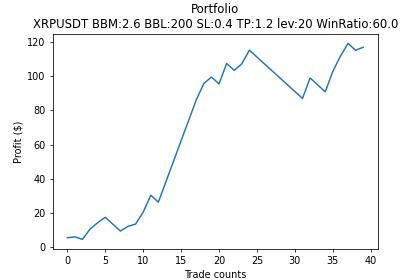 Portfolio
XRPUSDT BBM:2.6 BBL:200 SL:0.4 TP:1.2 lev:20 WinRatio:60.0
120
100
80
60
40
20
0
Profit ($)
0 5 10 15 20 25 30 35 40
Trade counts